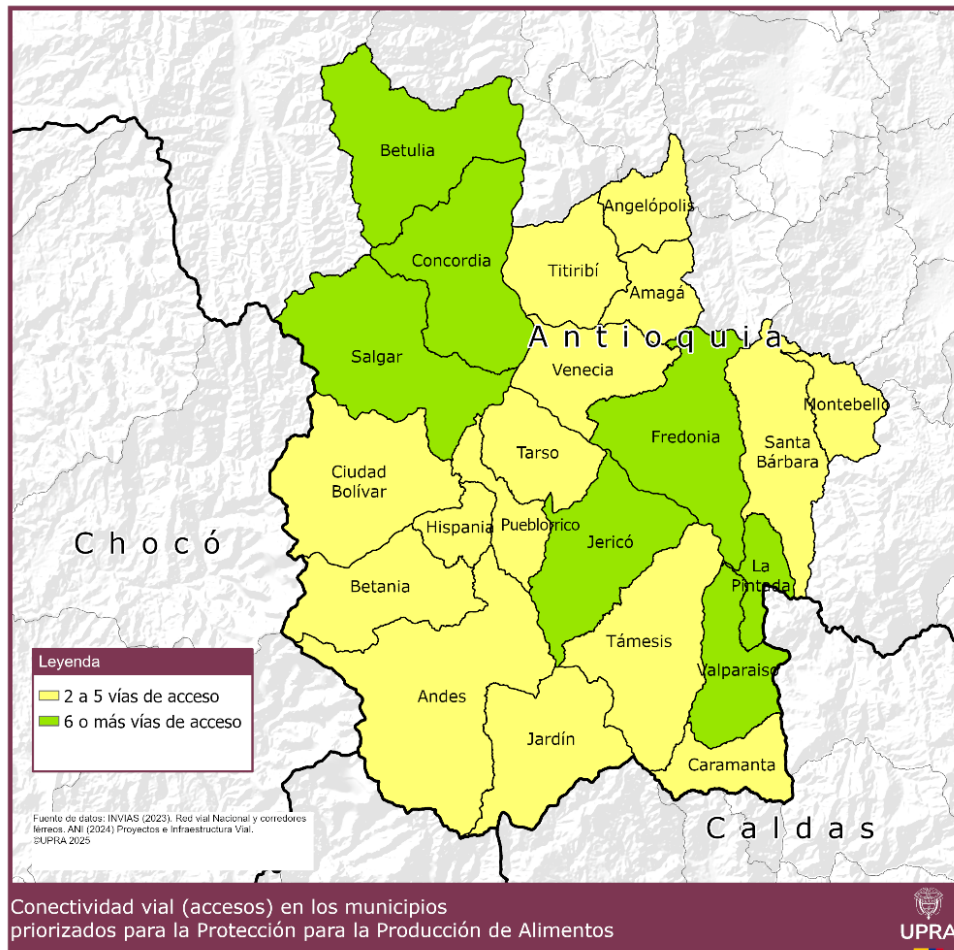 Betulia
Angelópolis
Concordia
Titiribí
Amagá
Antioquia
Salgar
Venecia
Montebello
Fredonia
Santa
Bárbara
Tarso
Ciudad
Bolívar
Hispania
Pueblorrico
Chocó
Jericó
La
Pintada
Betania
Támesis
Valparaiso
Andes
Jardín
Caramanta
Caldas
Leyenda
2 a 5 vías de acceso
6 o más vías de acceso
Fuente de datos: INVIAS (2023). Red vial Nacional y corredores
férreos. ANI (2024) Proyectos e Infraestructura Vial.
©UPRA 2025
Conectividad vial (accesos) en los municipios
priorizados para la Protección para la Producción de Alimentos
UPRA